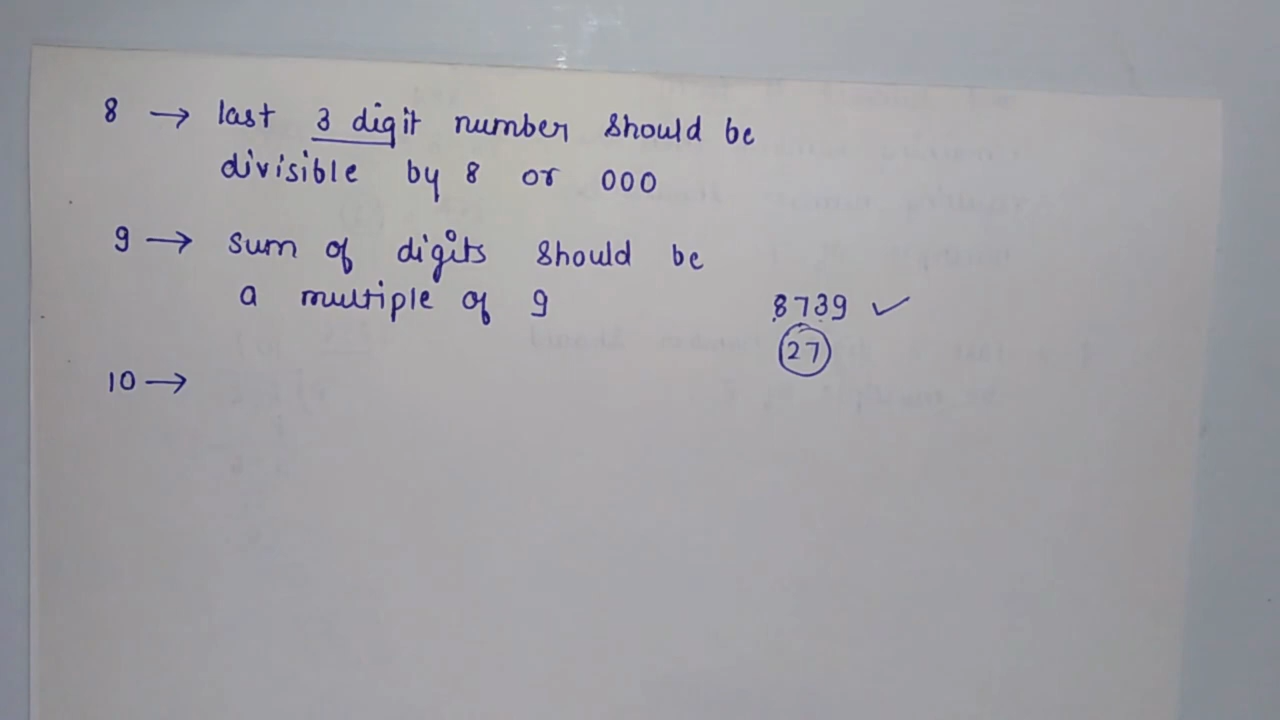 8 → last 3 digit number should be
divisible by 8 or 000
9 → sum of digits should be
a multiple of 9
8739 ✓
27
10 →